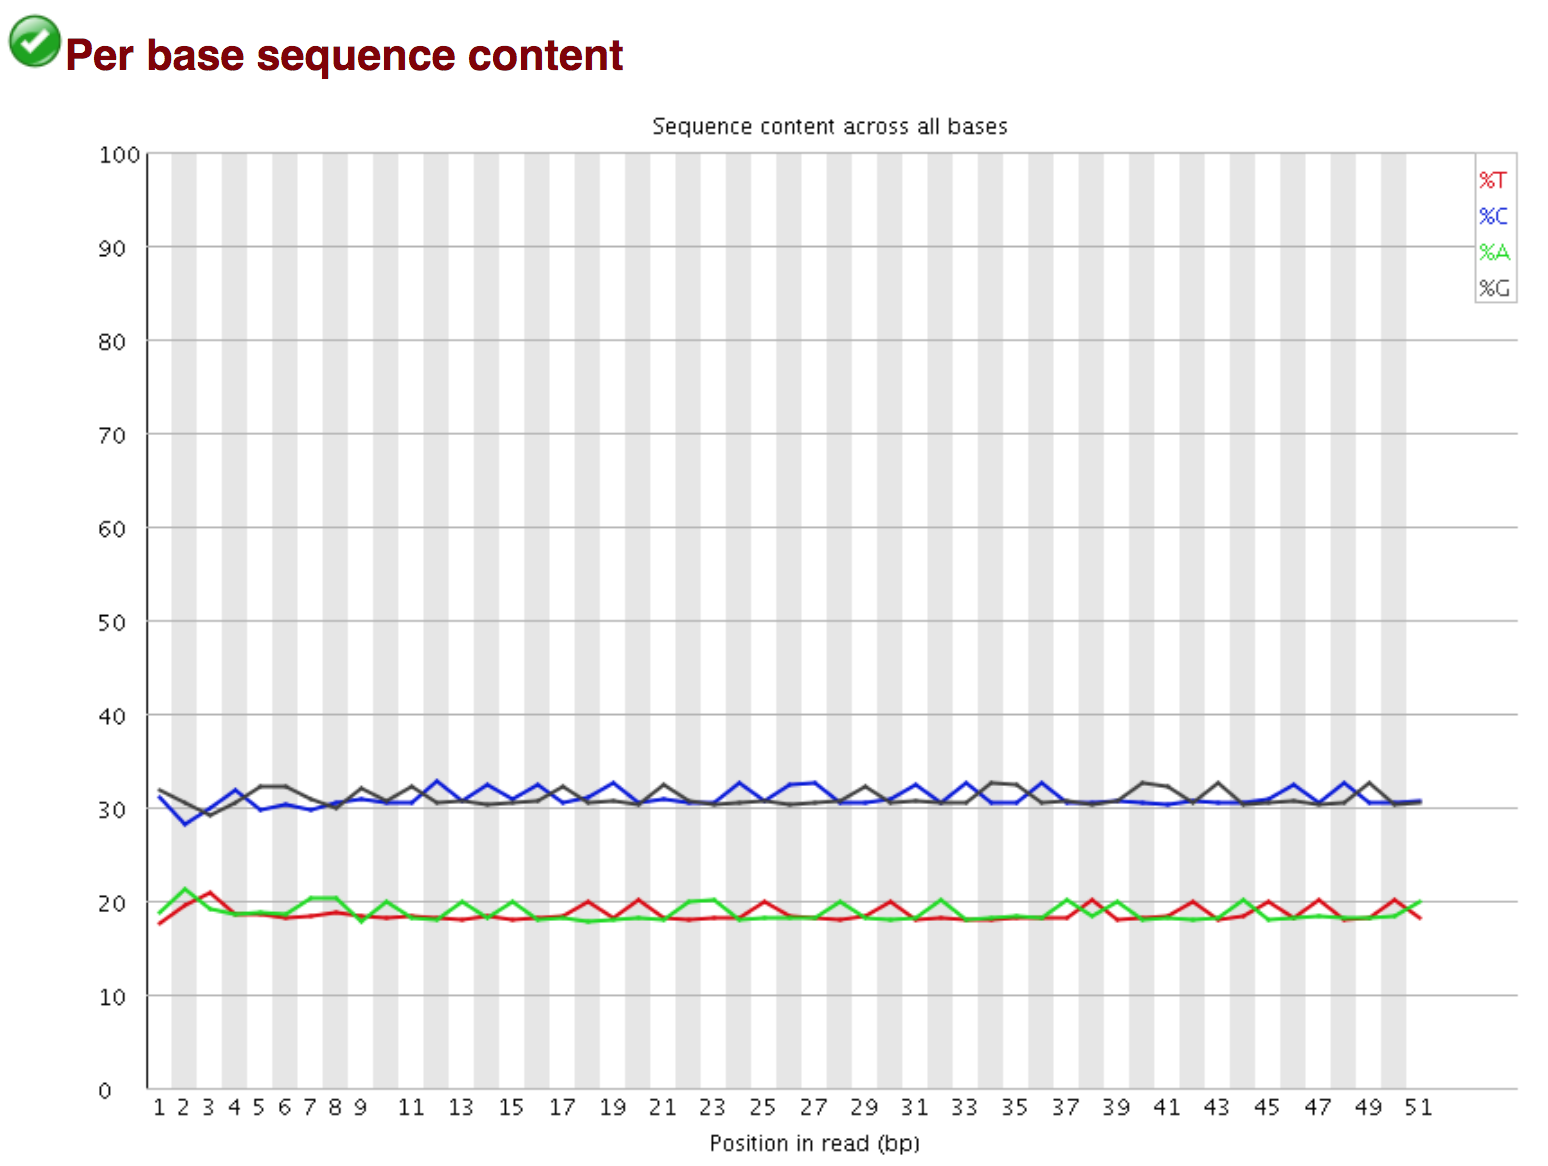 Per base sequence content
Sequence content across all bases
%T
%C
%A
%G
100
90
80
70
60
50
40
30
20
10
0
1 2 3 4 5 6 7 8 9 11 13 15 17 19 21 23 25 27 29 31 33 35 37 39 41 43 45 47 49 51
Position in read (bp)